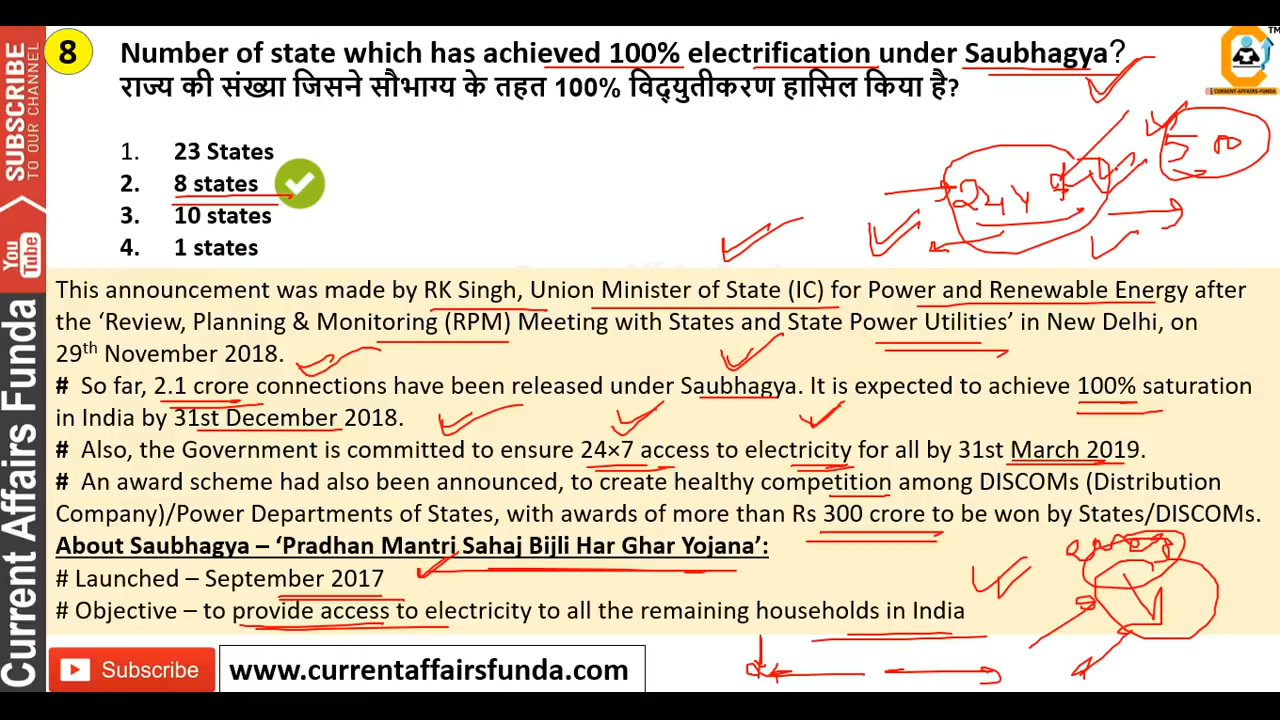 8 Number of state which has achieved 100% electrification under Saubhagya?
राज्य की संख्या जिसने सौभाग्य के तहत 100% विद्युतीकरण हासिल किया है?
1. 23 States
2. 8 states
3. 10 states
4. 1 states
This announcement was made by RK Singh, Union Minister of State (IC) for Power and Renewable Energy after
the ‘Review, Planning & Monitoring (RPM) Meeting with States and State Power Utilities’ in New Delhi, on
29th November 2018.
# So far, 2.1 crore connections have been released under Saubhagya. It is expected to achieve 100% saturation
in India by 31st December 2018.
# Also, the Government is committed to ensure 24×7 access to electricity for all by 31st March 2019.
# An award scheme had also been announced, to create healthy competition among DISCOMs (Distribution
Company)/Power Departments of States, with awards of more than Rs 300 crore to be won by States/DISCOMs.
About Saubhagya – ‘Pradhan Mantri Sahaj Bijli Har Ghar Yojana’:
# Launched – September 2017
# Objective – to provide access to electricity to all the remaining households in India
Subscribe
www.currentaffairsfunda.com
SUBSCRIBE
TO OUR CHANNEL
You Tube
Current Affairs Funda
TM
CURRENT-AFFAIRS-FUNDA